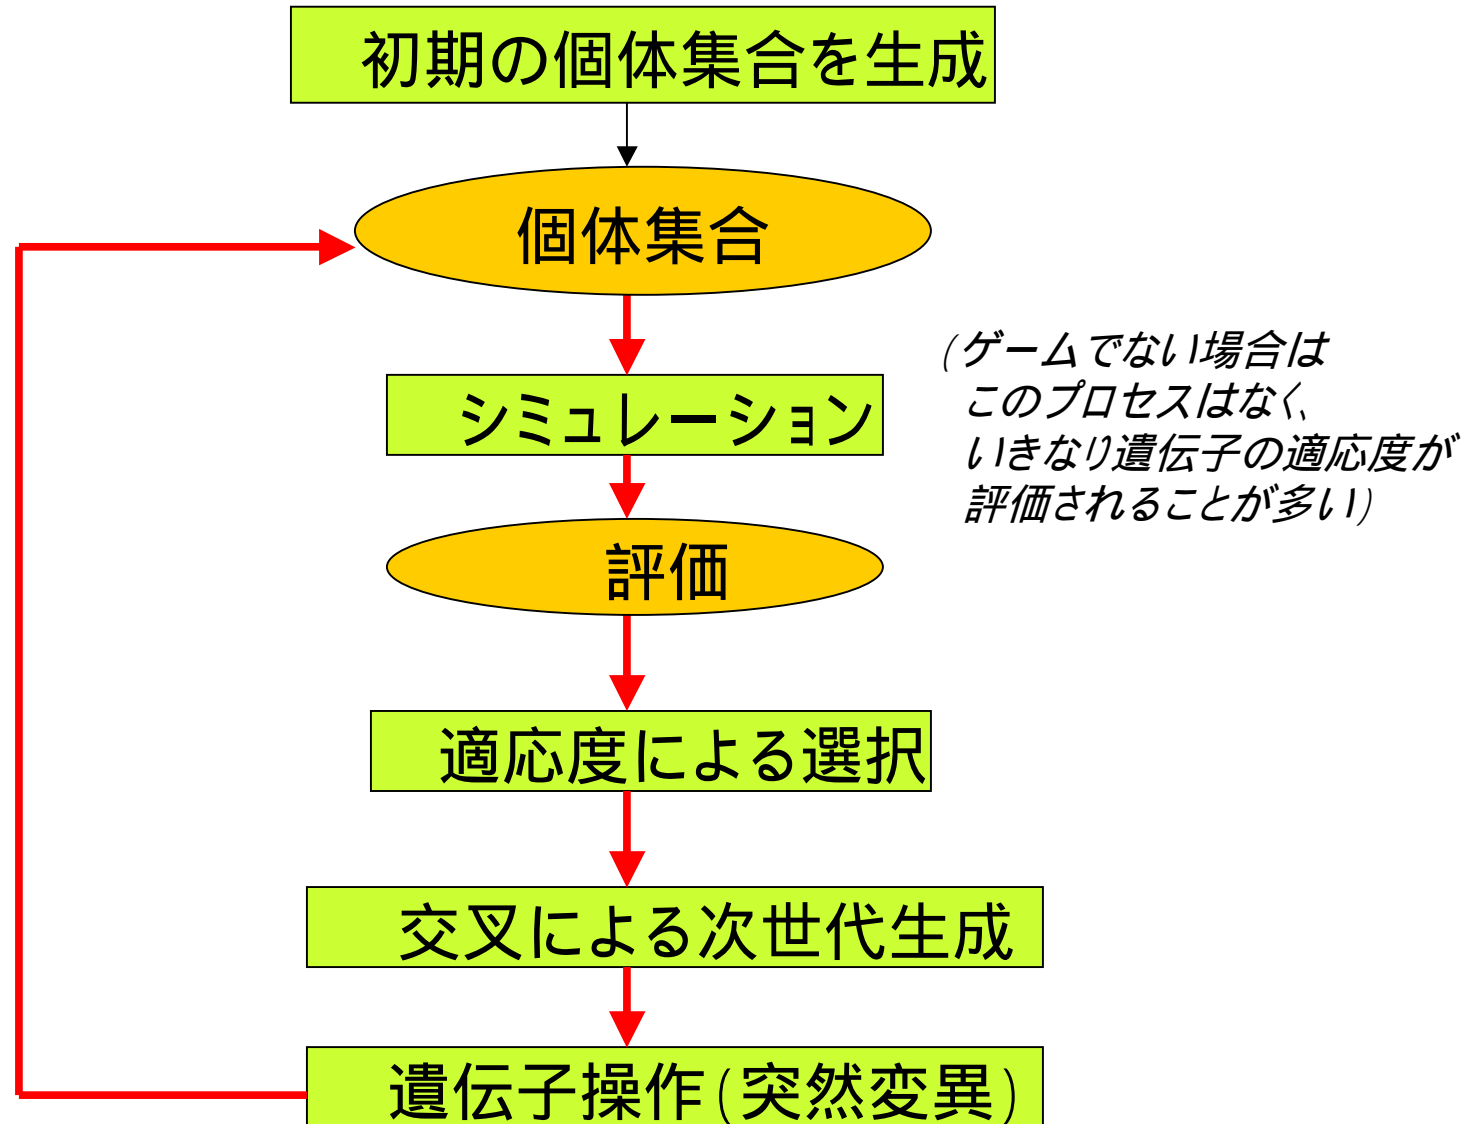 初期の個体集合を生成
個体集合
シミュレーション
(ゲームでない場合は
このプロセスはなく、
いきなり遺伝子の適応度が
評価されることが多い)
評価
適応度による選択
交叉による次世代生成
遺伝子操作(突然変異)